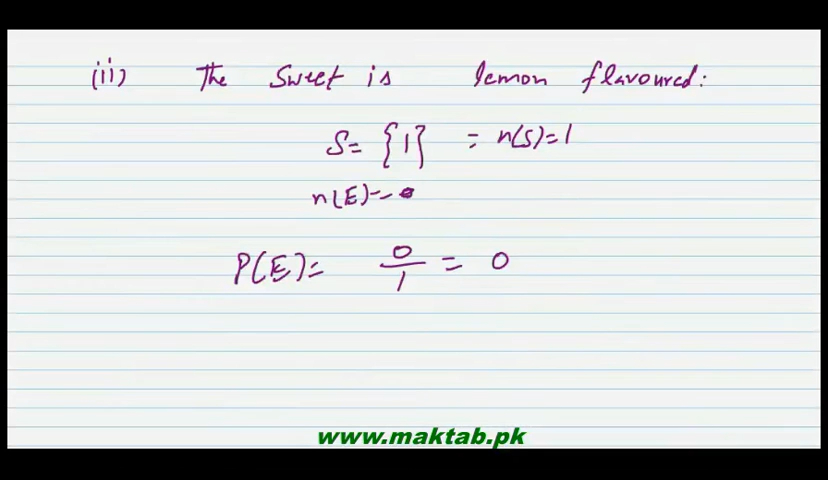 (ii) The Sweet is lemon flavoured:
S= {1} = n(S)=1
n(E)= 0
P(E)= 0/1 = 0
www.maktab.pk